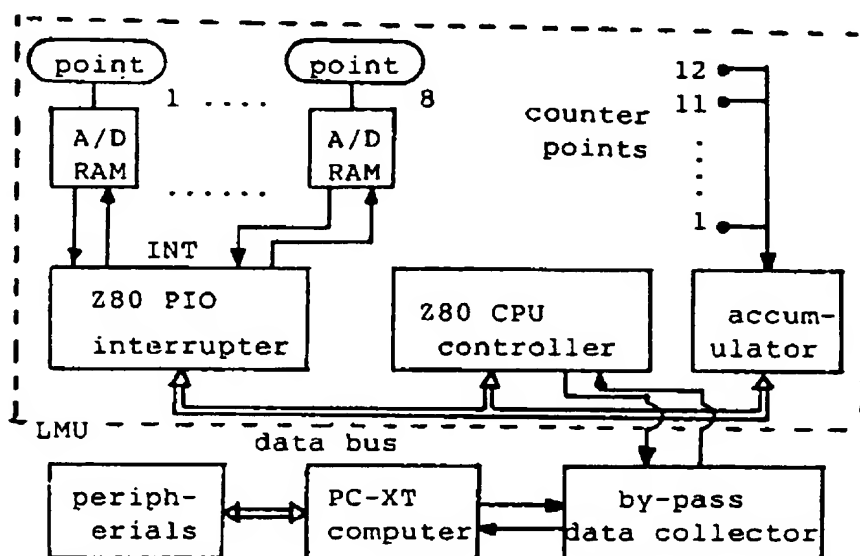 point
point
1 ..... 8
A/D
RAM
A/D
RAM
......
12
11
counter
points
1
INT
Z80 PIO
interrupter
Z80 CPU
controller
accum-
ulator
LMU
data bus
periph-
erials
PC-XT
computer
by-pass
data collector